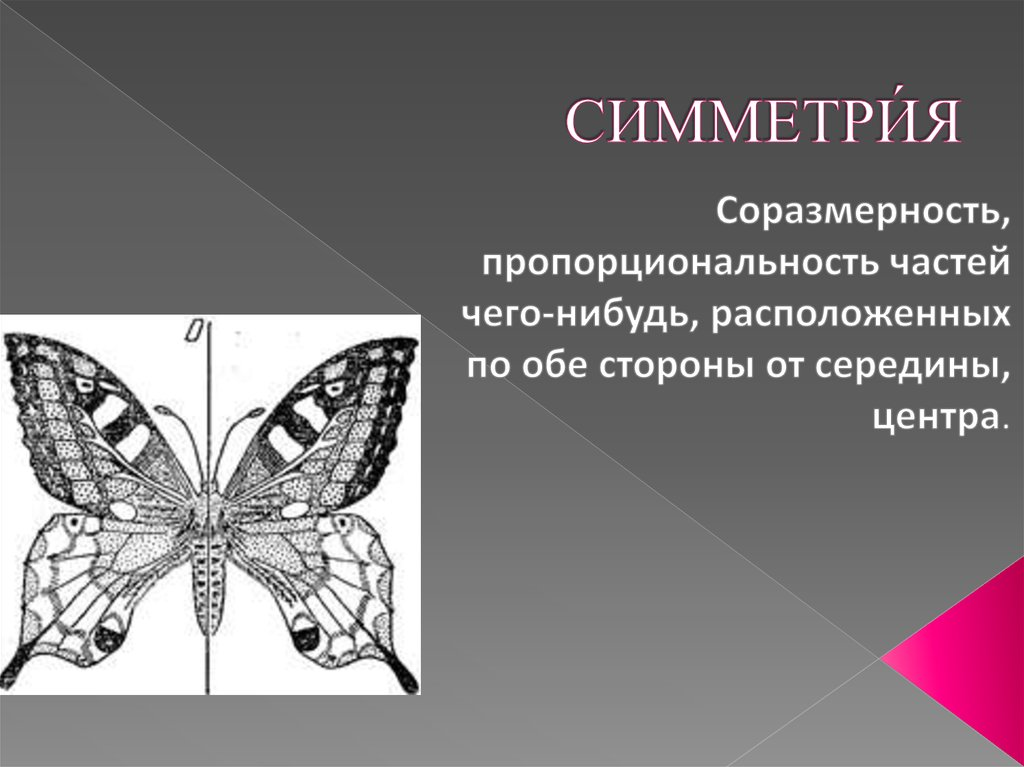 СИММЕТРИ́Я
Соразмерность,
пропорциональность частей
чего-нибудь, расположенных
по обе стороны от середины,
центра.